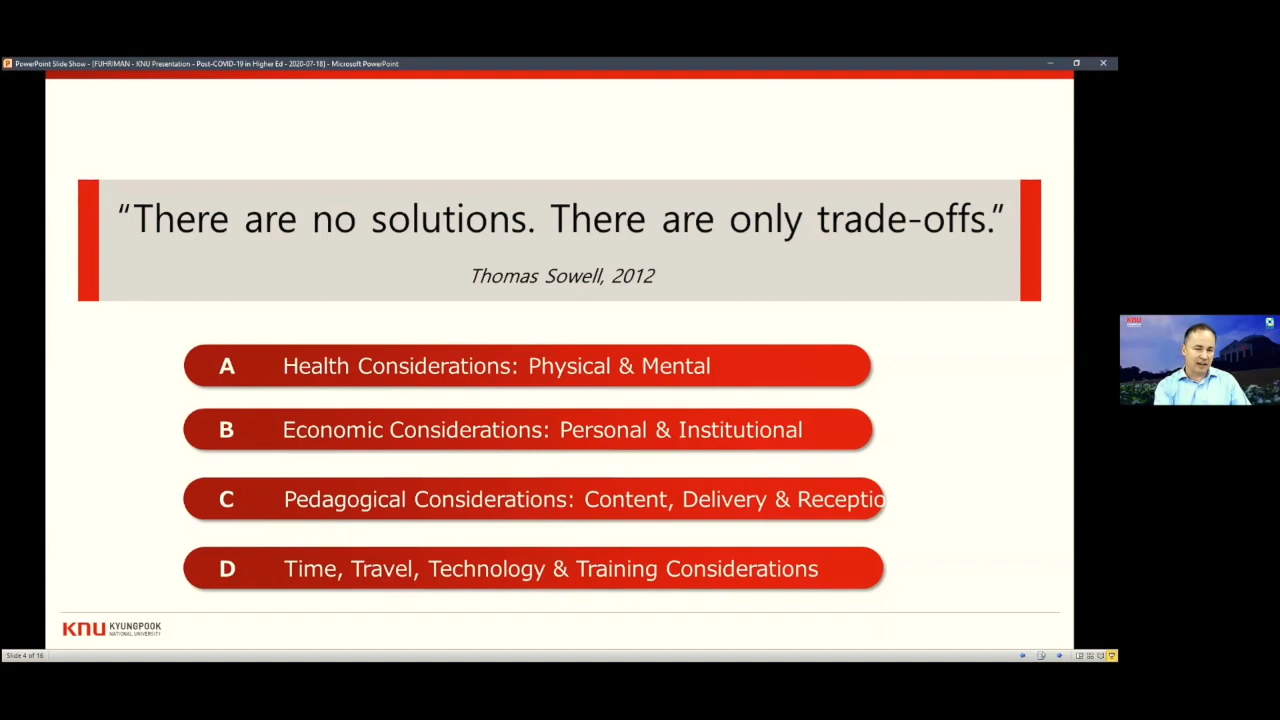 PowerPoint Slide Show - [FUHRIMAN - KNU Presentation - Post-COVID-19 in Higher Ed - 2020-07-18] - Microsoft PowerPoint
“There are no solutions. There are only trade-offs.”
Thomas Sowell, 2012
KNU
A Health Considerations: Physical & Mental
B Economic Considerations: Personal & Institutional
C Pedagogical Considerations: Content, Delivery & Receptio
D Time, Travel, Technology & Training Considerations
KNU KYUNGPOOK
NATIONAL UNIVERSITY
Slide 4 of 16